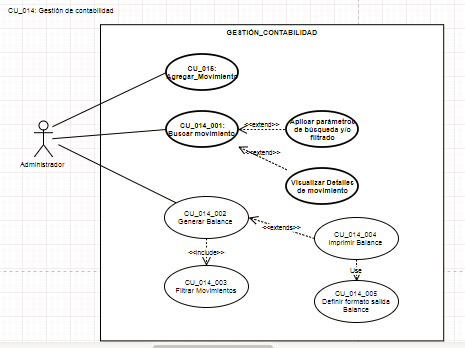 CU_014: Gestión de contabilidad
GESTIÓN_CONTABILIDAD
CU_015:
Agregar_Movimiento
CU_014_001:
Buscar movimiento
<<extend>>
Aplicar parámetros
de búsqueda y/o
filtrado
<<extend>>
Visualizar Detalles
de movimiento
Administrador
CU_014_002
Generar Balance
<<extends>>
CU_014_004
Imprimir Balance
<<include>>
Use
CU_014_003
Filtrar Movimientos
CU_014_005
Definir formato salida
Balance